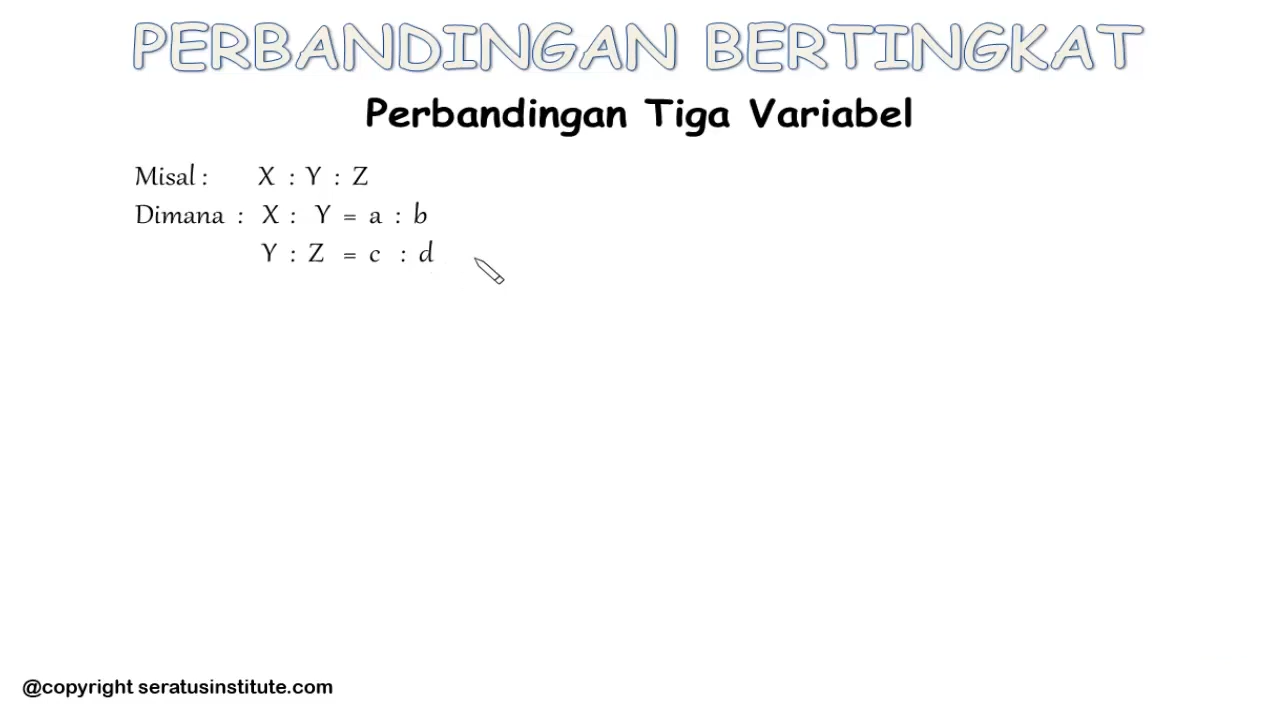 PERBANDINGAN BERTINGKAT
Perbandingan Tiga Variabel
Misal : X : Y : Z
Dimana : X : Y = a : b
Y : Z = c : d
@copyright seratusinstitute.com